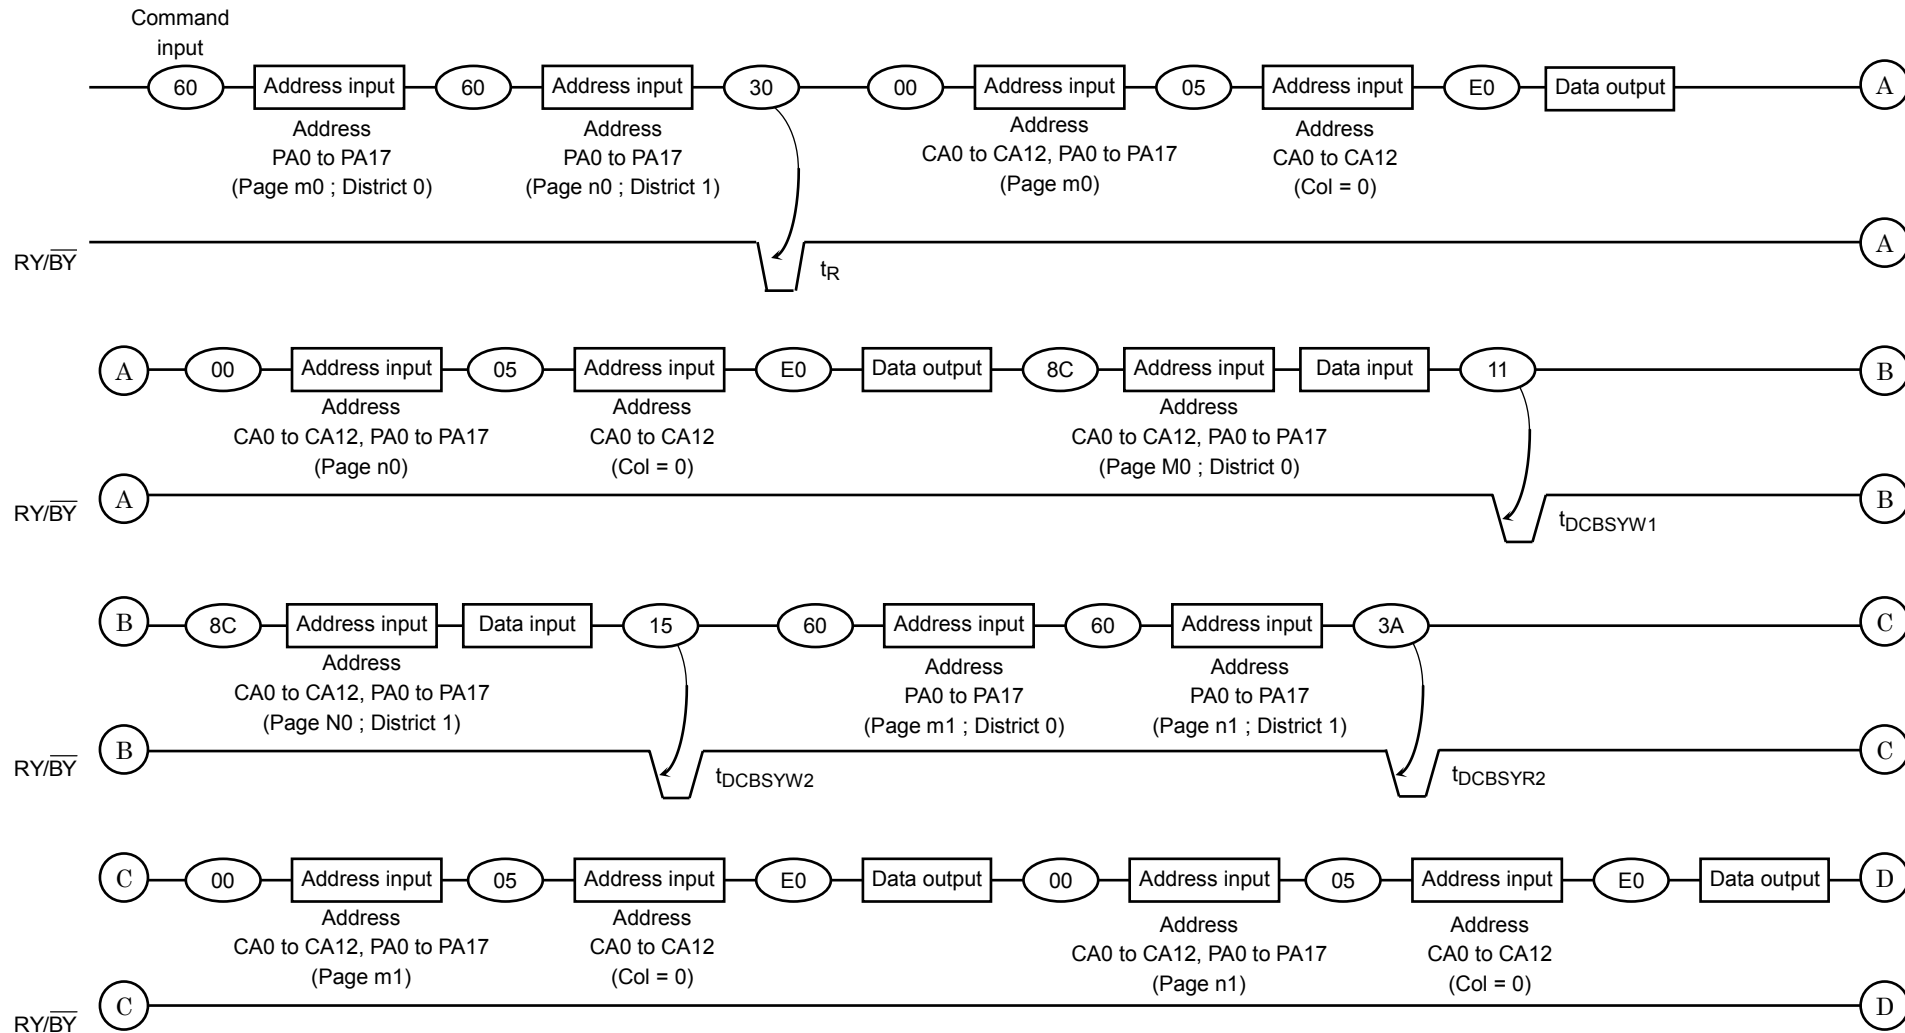 Command
input
60 Address input 60 Address input 30 00 Address input 05 Address input E0 Data output A
Address
PA0 to PA17
(Page m0 ; District 0)
Address
PA0 to PA17
(Page n0 ; District 1)
Address
CA0 to CA12, PA0 to PA17
(Page m0)
Address
CA0 to CA12
(Col = 0)
RY/B̅Y̅ tR A
A 00 Address input 05 Address input E0 Data output 8C Address input Data input 11 B
Address
CA0 to CA12, PA0 to PA17
(Page n0)
Address
CA0 to CA12
(Col = 0)
Address
CA0 to CA12, PA0 to PA17
(Page M0 ; District 0)
RY/B̅Y̅ A tDCBSYW1 B
B 8C Address input Data input 15 60 Address input 60 Address input 3A C
Address
CA0 to CA12, PA0 to PA17
(Page N0 ; District 1)
Address
PA0 to PA17
(Page m1 ; District 0)
Address
PA0 to PA17
(Page n1 ; District 1)
RY/B̅Y̅ B tDCBSYW2 tDCBSYR2 C
C 00 Address input 05 Address input E0 Data output 00 Address input 05 Address input E0 Data output D
Address
CA0 to CA12, PA0 to PA17
(Page m1)
Address
CA0 to CA12
(Col = 0)
Address
CA0 to CA12, PA0 to PA17
(Page n1)
Address
CA0 to CA12
(Col = 0)
RY/B̅Y̅ C D